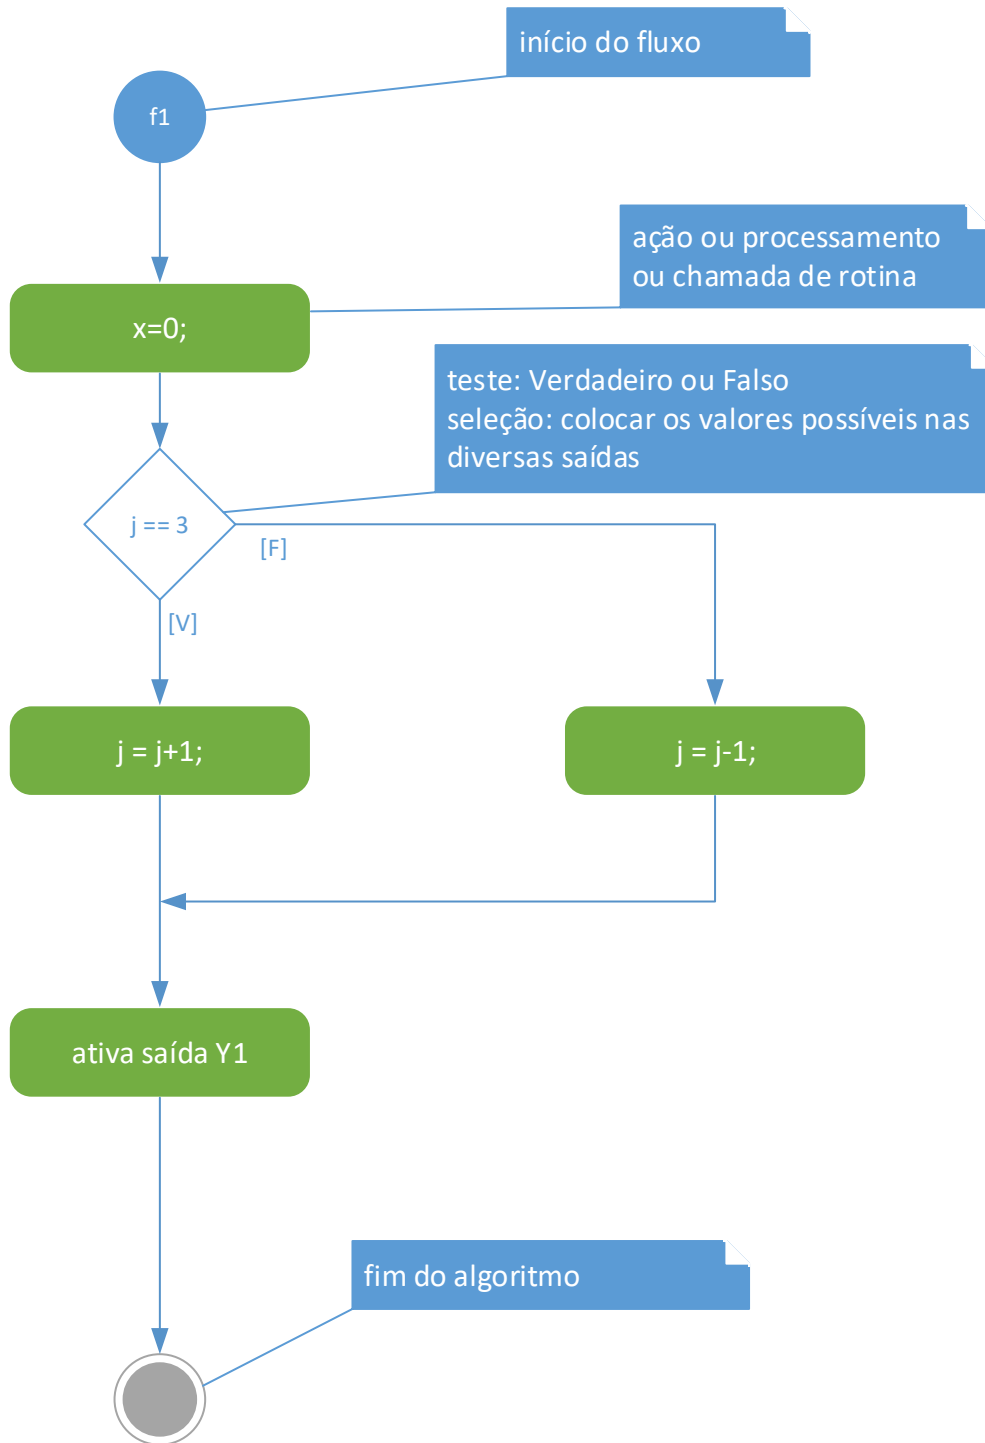 início do fluxo
f1
ação ou processamento
ou chamada de rotina
x=0;
teste: Verdadeiro ou Falso
seleção: colocar os valores possíveis nas
diversas saídas
j == 3
[F]
[V]
j = j+1;
j = j-1;
ativa saída Y1
fim do algoritmo